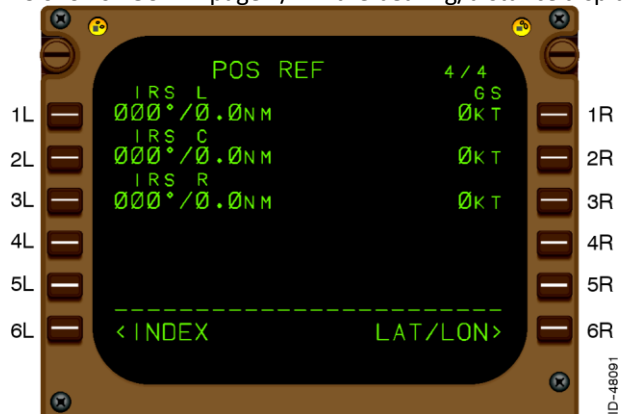 POS REF 4/4
IRS L GS
1L 000°/0.0NM 0KT 1R
IRS C
2L 000°/0.0NM 0KT 2R
IRS R
3L 000°/0.0NM 0KT 3R
4L 4R
5L 5R
------------------------
6L <INDEX LAT/LON> 6R
ID-48091